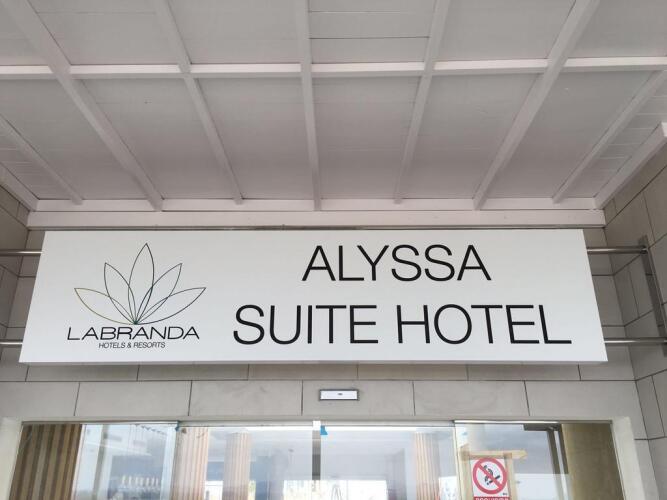 ALYSSA
SUITE HOTEL
LABRANDA
HOTELS & RESORTS